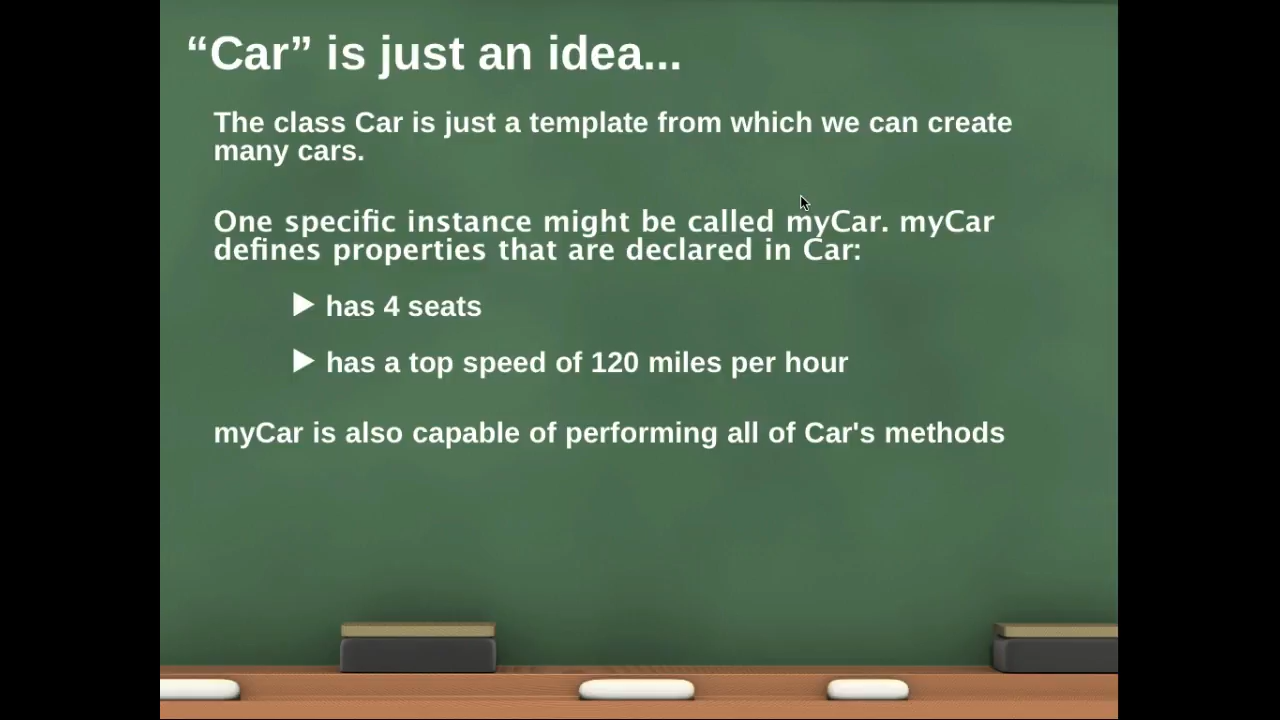 “Car” is just an idea...
The class Car is just a template from which we can create
many cars.
One specific instance might be called myCar. myCar
defines properties that are declared in Car:
▶ has 4 seats
▶ has a top speed of 120 miles per hour
myCar is also capable of performing all of Car's methods